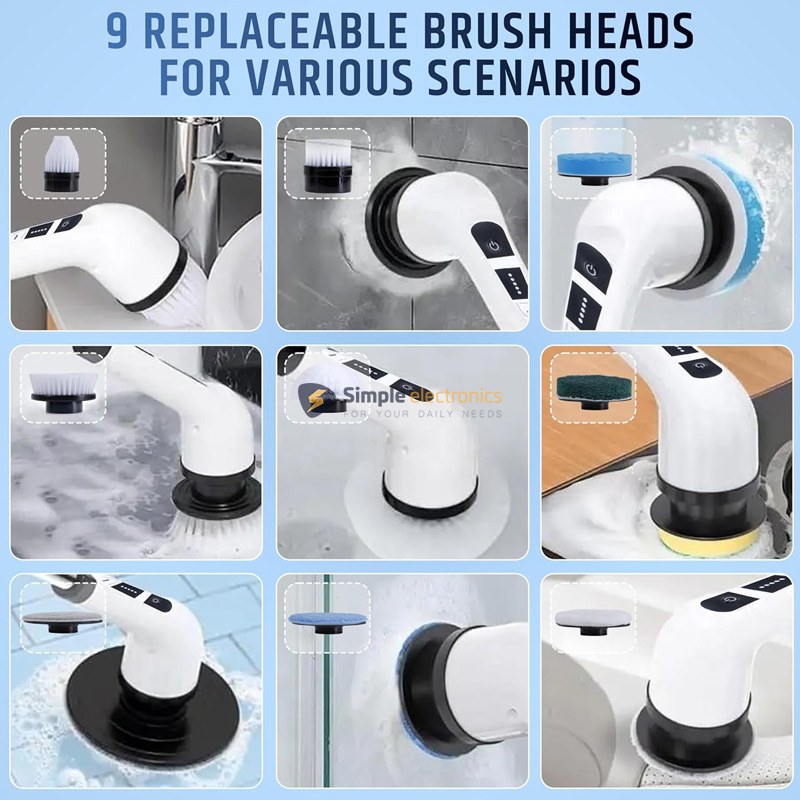 9 REPLACEABLE BRUSH HEADS
FOR VARIOUS SCENARIOS
Simple electronics
FOR YOUR DAILY NEEDS